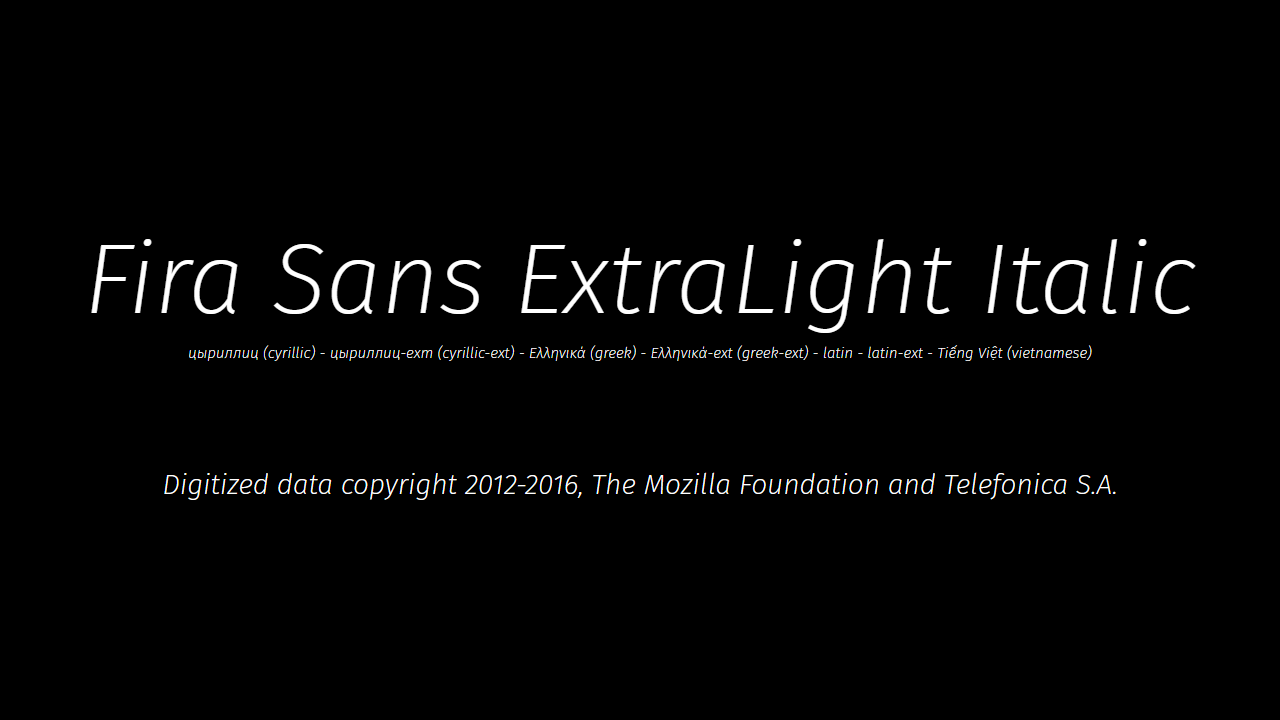 Fira Sans ExtraLight Italic
цыриллиц (cyrillic) - цыриллиц-ехт (cyrillic-ext) - Ελληνικά (greek) - Ελληνικά-ext (greek-ext) - latin - latin-ext - Tiếng Việt (vietnamese)
Digitized data copyright 2012-2016, The Mozilla Foundation and Telefonica S.A.